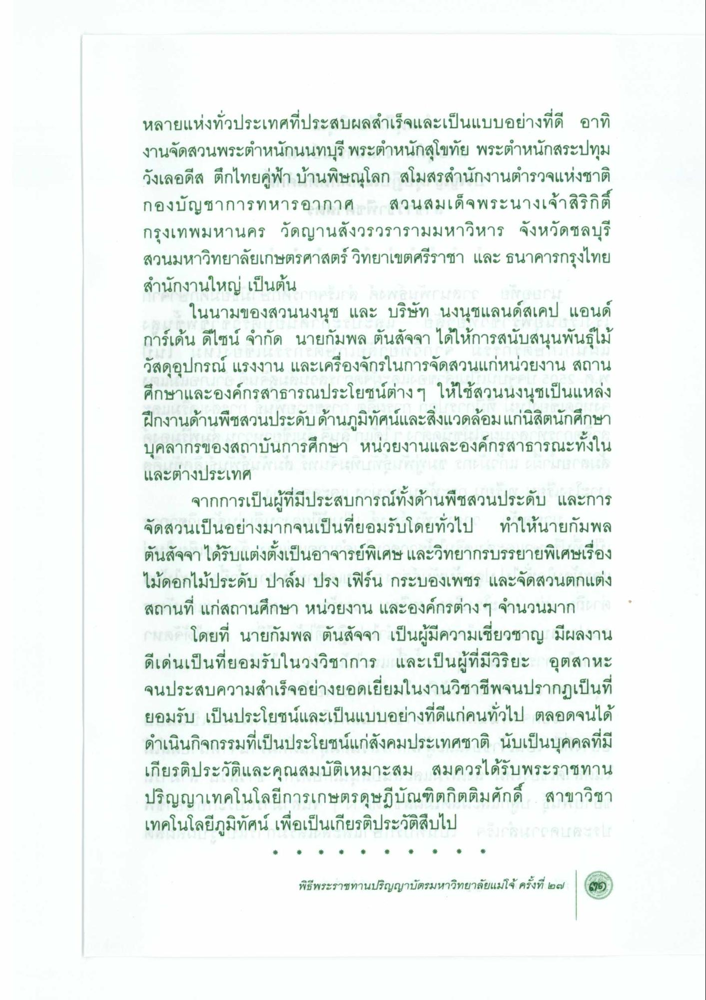 หลายแห่งทั่วประเทศที่ประสบผลสำเร็จและเป็นแบบอย่างที่ดี อาทิ
งานจัดสวนพระตำหนักนนทบุรี พระตำหนักสุโขทัย พระตำหนักสระปทุม
วังเลอดีส ตึกไทยคู่ฟ้า บ้านพิษณุโลก สโมสรสำนักงานตำรวจแห่งชาติ
กองบัญชาการทหารอากาศ สวนสมเด็จพระนางเจ้าสิริกิติ์
กรุงเทพมหานคร วัดญานสังวรวรารามมหาวิหาร จังหวัดชลบุรี
สวนมหาวิทยาลัยเกษตรศาสตร์ วิทยาเขตศรีราชา และ ธนาคารกรุงไทย
สำนักงานใหญ่ เป็นต้น
ในนามของสวนนงนุช และ บริษัท นงนุชแลนด์สเคป แอนด์
การ์เด้น ดีไซน์ จำกัด นายกัมพล ตันสัจจา ได้ให้การสนับสนุนพันธุ์ไม้
วัสดุอุปกรณ์ แรงงาน และเครื่องจักรในการจัดสวนแก่หน่วยงาน สถาน
ศึกษาและองค์กรสาธารณประโยชน์ต่างๆ ให้ใช้สวนนงนุชเป็นแหล่ง
ฝึกงานด้านพืชสวนประดับ ด้านภูมิทัศน์และสิ่งแวดล้อม แก่นิสิตนักศึกษา
บุคลากรของสถาบันการศึกษา หน่วยงานและองค์กรสาธารณะทั้งใน
และต่างประเทศ
จากการเป็นผู้ที่มีประสบการณ์ทั้งด้านพืชสวนประดับ และการ
จัดสวนเป็นอย่างมากจนเป็นที่ยอมรับโดยทั่วไป ทำให้นายกัมพล
ตันสัจจา ได้รับแต่งตั้งเป็นอาจารย์พิเศษ และวิทยากรบรรยายพิเศษเรื่อง
ไม้ดอกไม้ประดับ ปาล์ม ปรง เฟิร์น กระบองเพชร และจัดสวนตกแต่ง
สถานที่ แก่สถานศึกษา หน่วยงาน และองค์กรต่างๆ จำนวนมาก
โดยที่ นายกัมพล ตันสัจจา เป็นผู้มีความเชี่ยวชาญ มีผลงาน
ดีเด่นเป็นที่ยอมรับในวงวิชาการ และเป็นผู้ที่มีวิริยะ อุตสาหะ
จนประสบความสำเร็จอย่างยอดเยี่ยมในงานวิชาชีพจนปรากฏเป็นที่
ยอมรับ เป็นประโยชน์และเป็นแบบอย่างที่ดีแก่คนทั่วไป ตลอดจนได้
ดำเนินกิจกรรมที่เป็นประโยชน์แก่สังคมประเทศชาติ นับเป็นบุคคลที่มี
เกียรติประวัติและคุณสมบัติเหมาะสม สมควรได้รับพระราชทาน
ปริญญาเทคโนโลยีการเกษตรดุษฎีบัณฑิตกิตติมศักดิ์ สาขาวิชา
เทคโนโลยีภูมิทัศน์ เพื่อเป็นเกียรติประวัติสืบไป
* * * * * * * * * *
พิธีพระราชทานปริญญาบัตรมหาวิทยาลัยแม่โจ้ ครั้งที่ ๒๗
๓๑